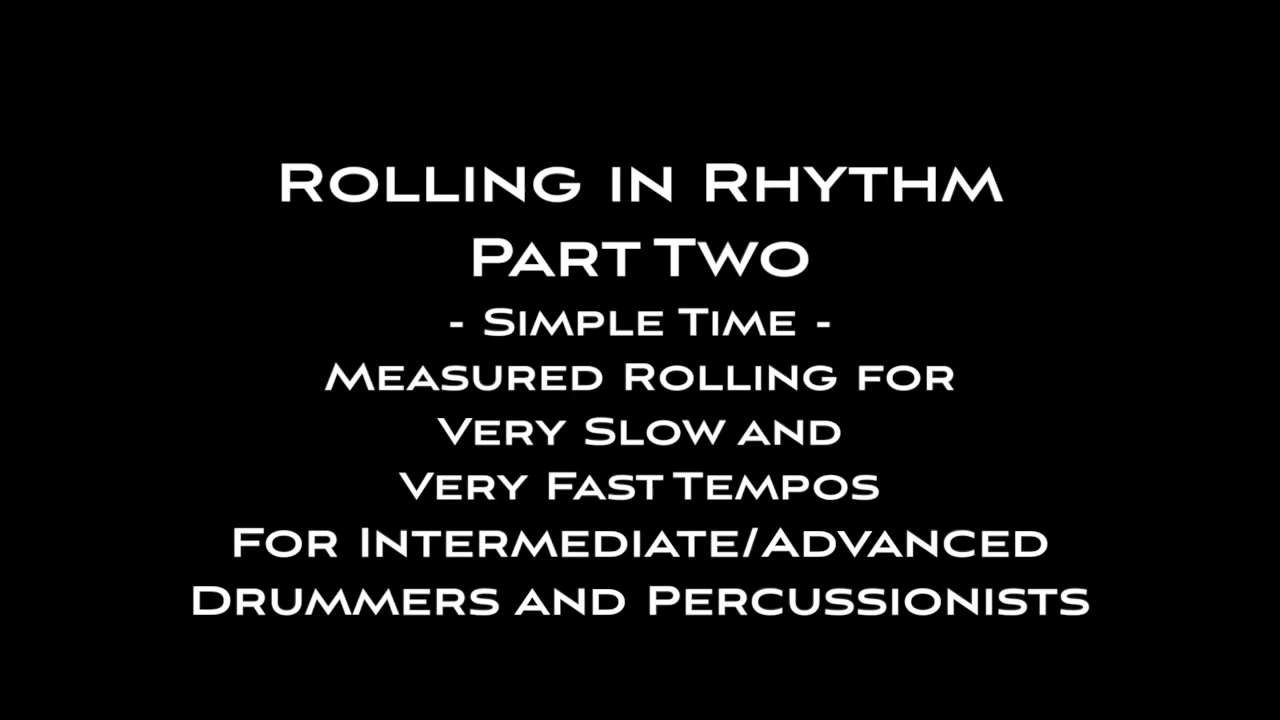 Rolling in Rhythm
Part Two
- Simple Time -
Measured Rolling for
Very Slow and
Very Fast Tempos
For Intermediate/Advanced
Drummers and Percussionists